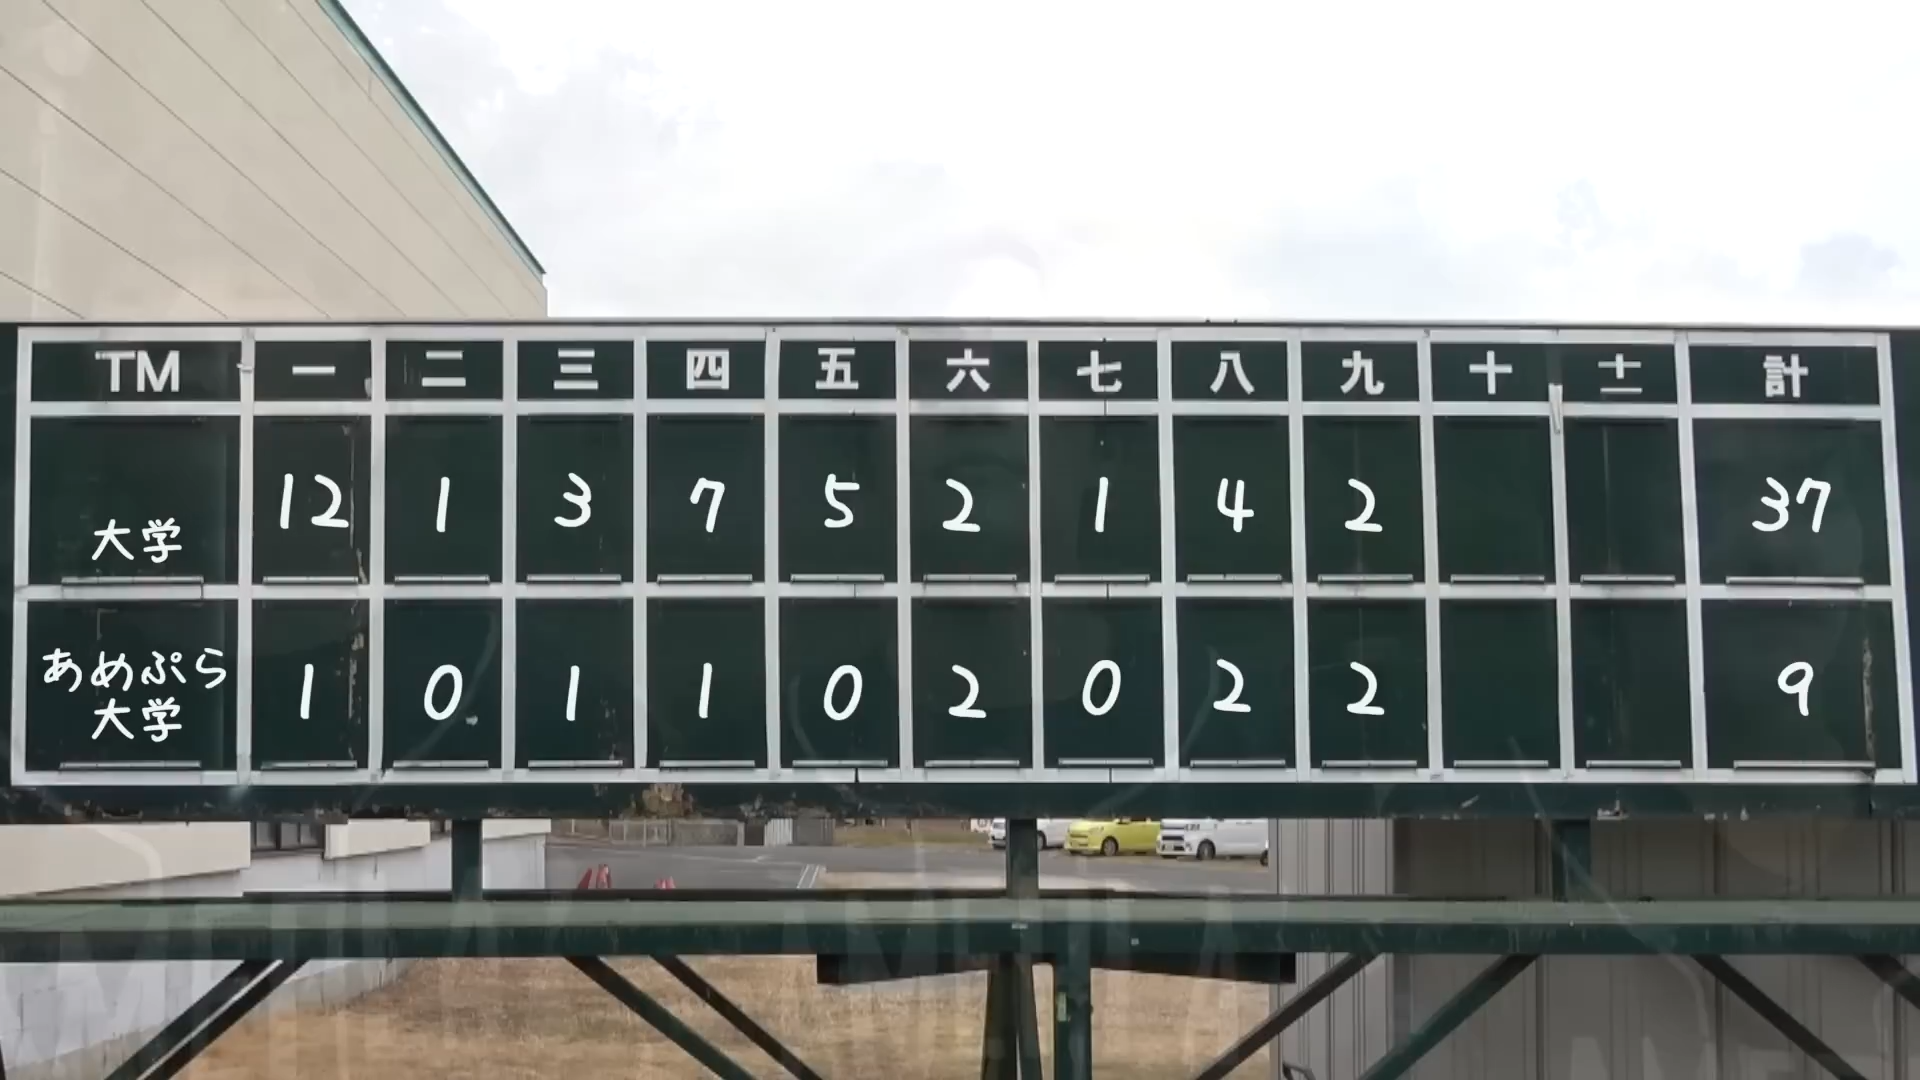 TM 一 二 三 四 五 六 七 八 九 十 十一 計
大学 12 1 3 7 5 2 1 4 2 37
あめぷら
大学 1 0 1 1 0 2 0 2 2 9